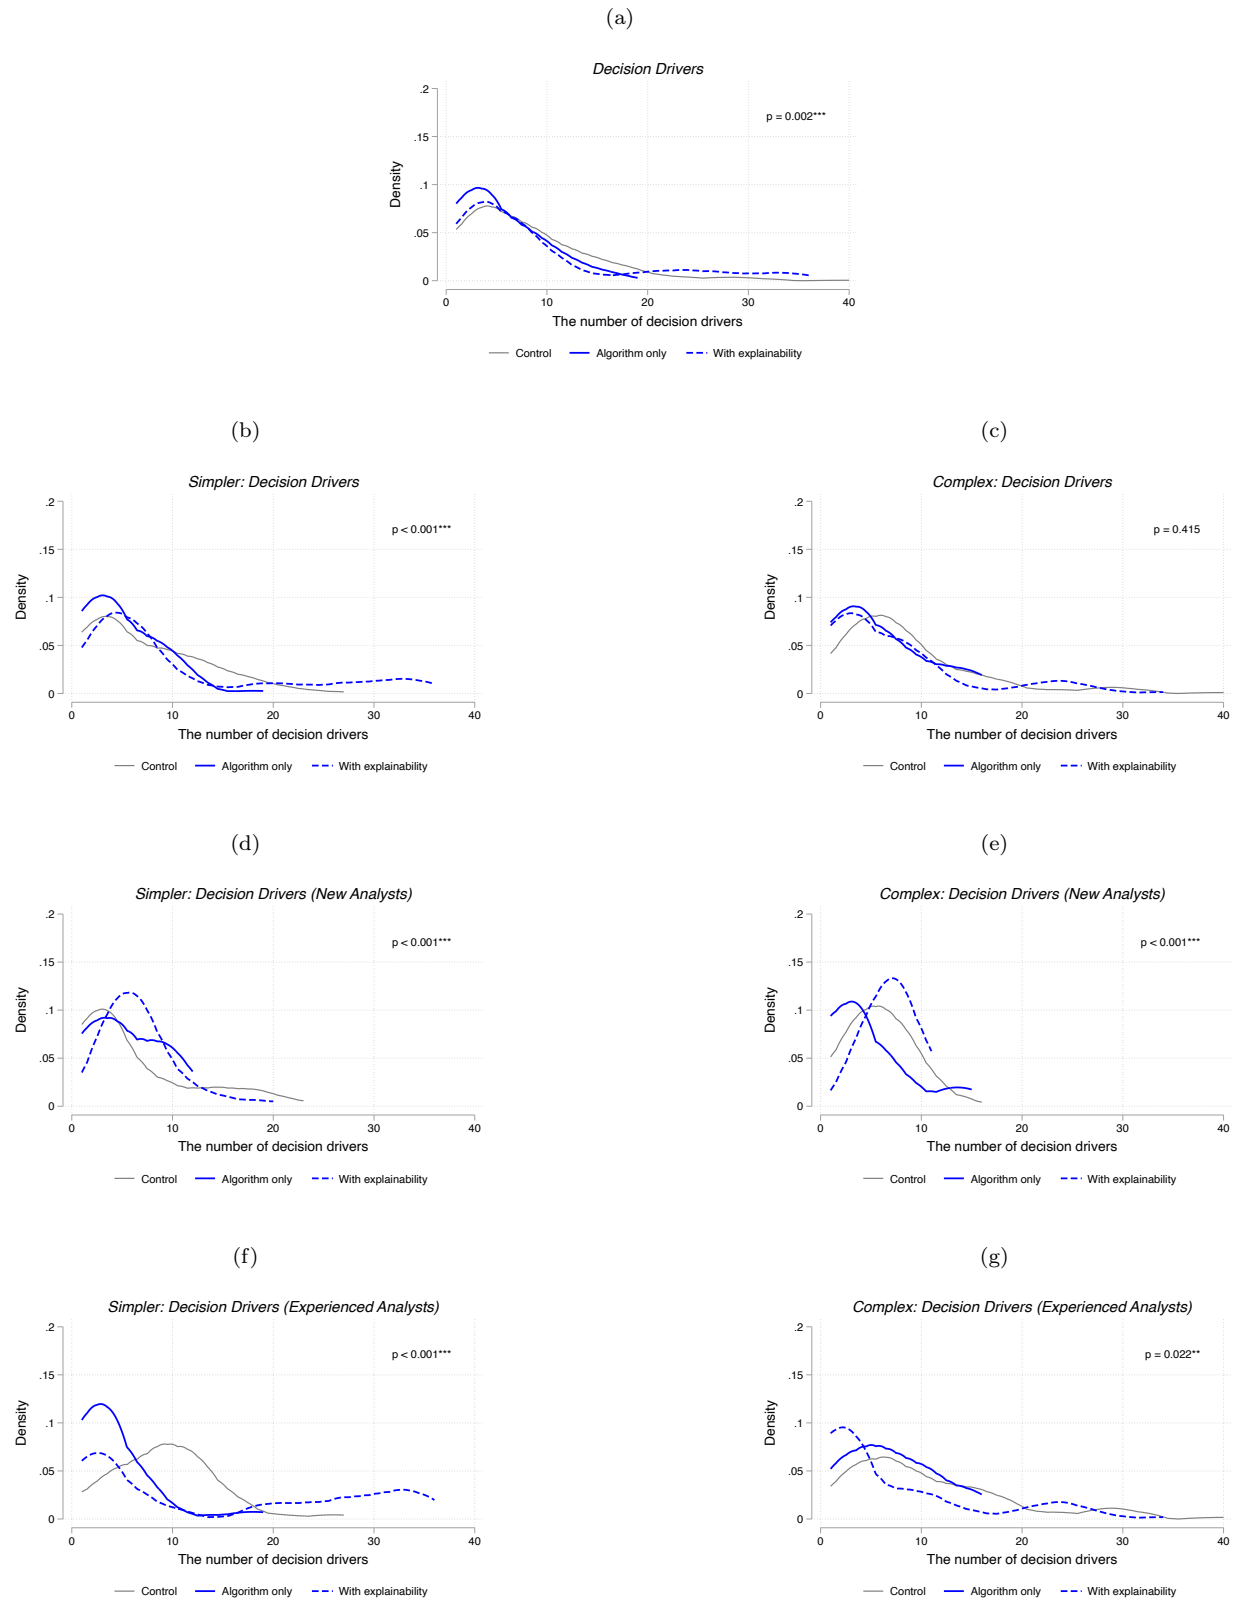 (a)
Decision Drivers
.2
.15
.1
.05
0
Density
p = 0.002***
0 10 20 30 40
The number of decision drivers
Control Algorithm only With explainability
(b)
Simpler: Decision Drivers
.2
.15
.1
.05
0
Density
p < 0.001***
0 10 20 30 40
The number of decision drivers
Control Algorithm only With explainability
(c)
Complex: Decision Drivers
.2
.15
.1
.05
0
Density
p = 0.415
0 10 20 30 40
The number of decision drivers
Control Algorithm only With explainability
(d)
Simpler: Decision Drivers (New Analysts)
.2
.15
.1
.05
0
Density
p < 0.001***
0 10 20 30 40
The number of decision drivers
Control Algorithm only With explainability
(e)
Complex: Decision Drivers (New Analysts)
.2
.15
.1
.05
0
Density
p < 0.001***
0 10 20 30 40
The number of decision drivers
Control Algorithm only With explainability
(f)
Simpler: Decision Drivers (Experienced Analysts)
.2
.15
.1
.05
0
Density
p < 0.001***
0 10 20 30 40
The number of decision drivers
Control Algorithm only With explainability
(g)
Complex: Decision Drivers (Experienced Analysts)
.2
.15
.1
.05
0
Density
p = 0.022**
0 10 20 30 40
The number of decision drivers
Control Algorithm only With explainability